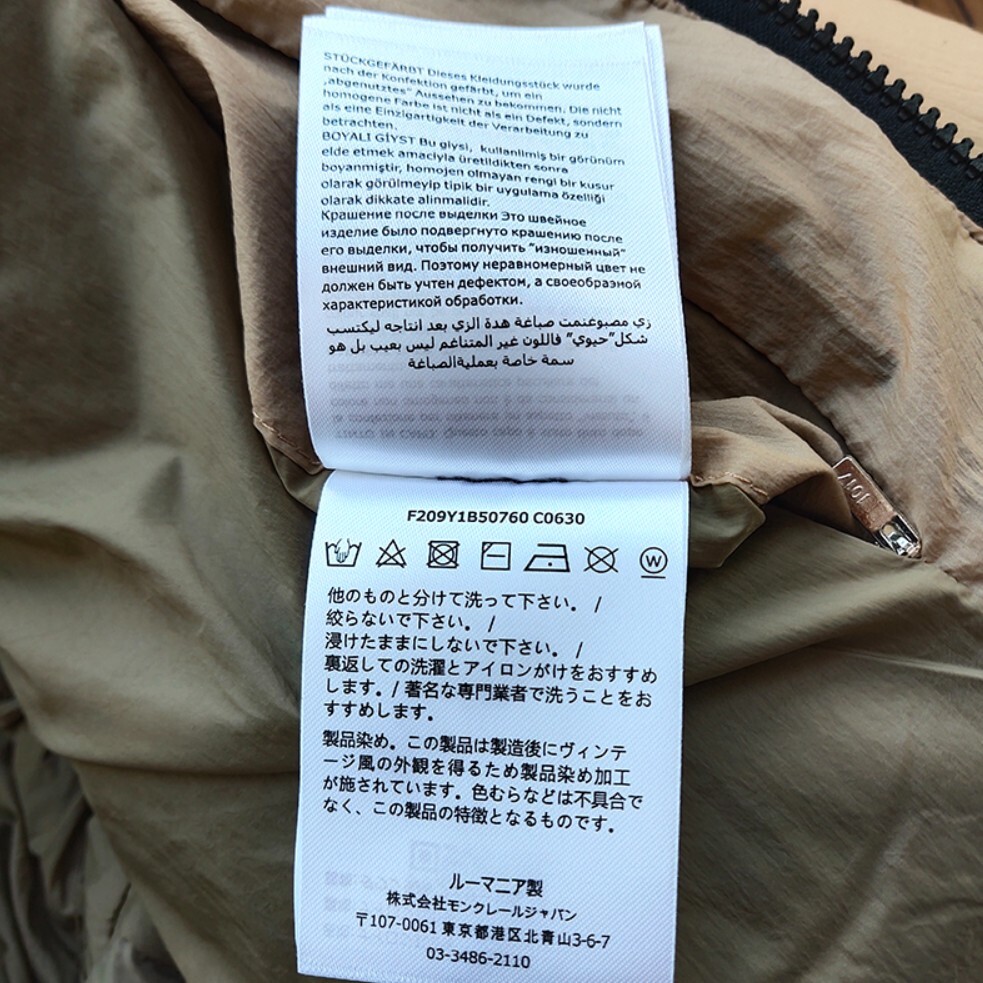 STÜCKGEFÄRBT Dieses Kleidungsstück wurde
nach der Konfektion gefärbt, um ein
„abgenutztes" Aussehen zu bekommen. Die nicht
homogene Farbe ist nicht als ein Defekt, sondern
als eine Einzigartigkeit der Verarbeitung zu
betrachten.
BOYALI GİYST Bu giysi, kullanilmiş bir görünüm
elde etmek amaciyla üretildikten sonra
boyanmiştir, homojen olmayan rengi bir kusur
olarak görülmeyip tipik bir uygulama özelliği
olarak dikkate alinmalidir.
Крашение после выделки Это швейное
изделие было подвергнуто крашению после
его выделки, чтобы получить "изношенный"
внешний вид. Поэтому неравномерный цвет не
должен быть учтен дефектом, а своеобразной
характеристикой обработки.
زي مصبوغتمت صباغة هدة الزي بعد انتاجه ليكتسب
شكل"حيوي" فاللون غير المتناغم ليس بعيب بل هو
سمة خاصة بعمليةالصباغة
F209Y1B50760 C0630
W
他のものと分けて洗って下さい。 /
絞らないで下さい。 /
浸けたままにしないで下さい。 /
裏返しての洗濯とアイロンがけをおすすめ
します。/ 著名な専門業者で洗うことをお
すすめします。
製品染め。この製品は製造後にヴィンテ
ージ風の外観を得るため製品染め加工
が施されています。色むらなどは不具合で
なく、この製品の特徴となるものです。
ルーマニア製
株式会社モンクレールジャパン
〒107-0061 東京都港区北青山3-6-7
03-3486-2110